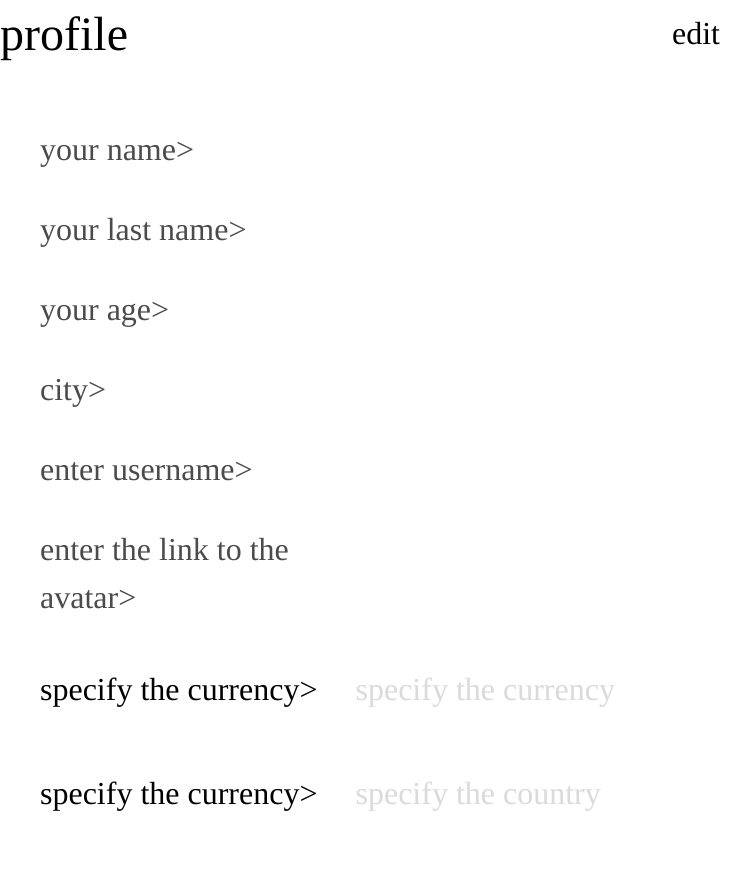 profile edit
your name>
your last name>
your age>
city>
enter username>
enter the link to the
avatar>
specify the currency> specify the currency
specify the currency> specify the country